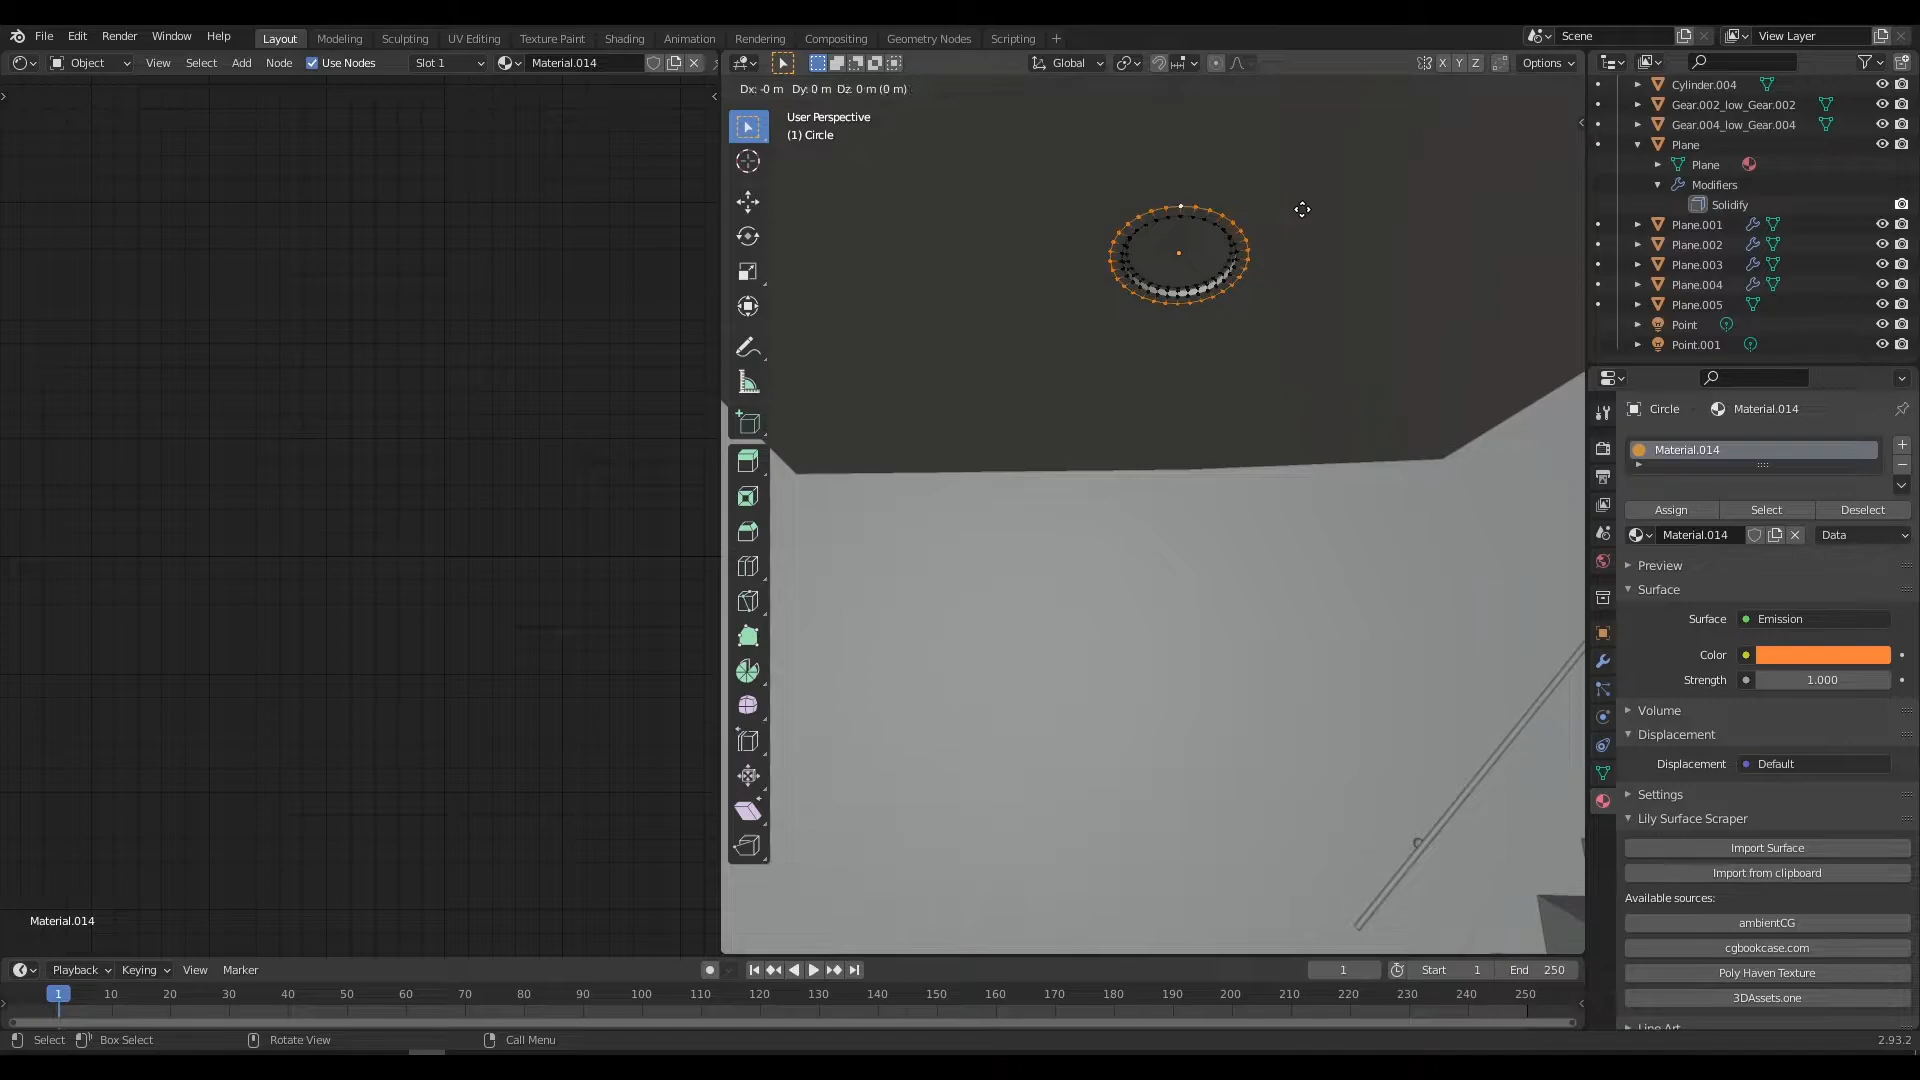 File Edit Render Window Help
Layout Modeling Sculpting UV Editing Texture Paint Shading Animation Rendering Compositing Geometry Nodes Scripting +
Scene
View Layer
Object View Select Add Node Use Nodes Slot 1 Material.014
Global Options
X Y Z
Dx: -0 m Dy: 0 m Dz: 0 m (0 m)
User Perspective
(1) Circle
Cylinder.004
Gear.002_low_Gear.002
Gear.004_low_Gear.004
Plane
Plane
Modifiers
Solidify
Plane.001
Plane.002
Plane.003
Plane.004
Plane.005
Point
Point.001
Circle Material.014
Material.014
Assign Select Deselect
Material.014 Data
Preview
Surface
Surface Emission
Color
Strength 1.000
Volume
Displacement
Displacement Default
Settings
Lily Surface Scraper
Import Surface
Import from clipboard
Available sources:
ambientCG
cgbookcase.com
Poly Haven Texture
3DAssets.one
Line Art
Material.014
Playback Keying View Marker
1 Start 1 End 250
1 10 20 30 40 50 60 70 80 90 100 110 120 130 140 150 160 170 180 190 200 210 220 230 240 250
Select Box Select Rotate View Call Menu 2.93.2